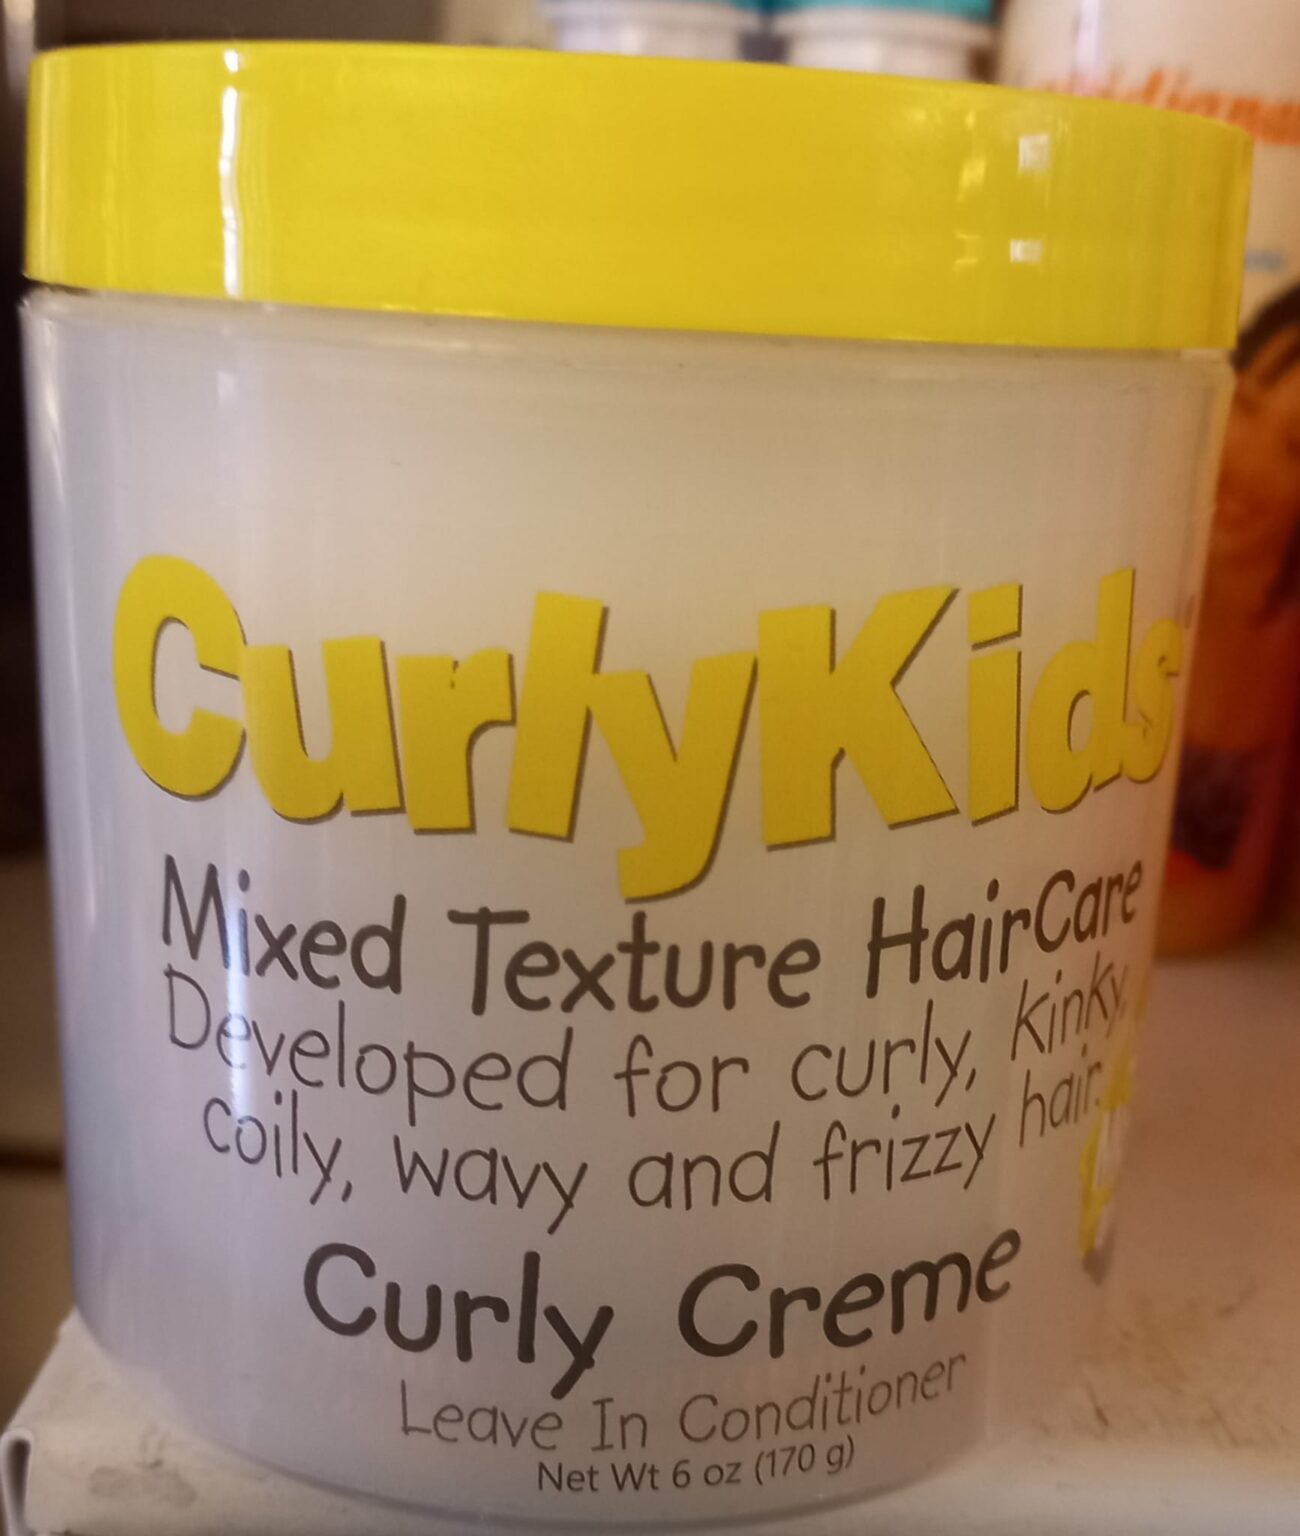 CurlyKids
Mixed Texture HairCare
Developed for curly, kinky,
coily, wavy and frizzy hair.
Curly Creme
Leave In Conditioner
Net Wt 6 oz (170 g)